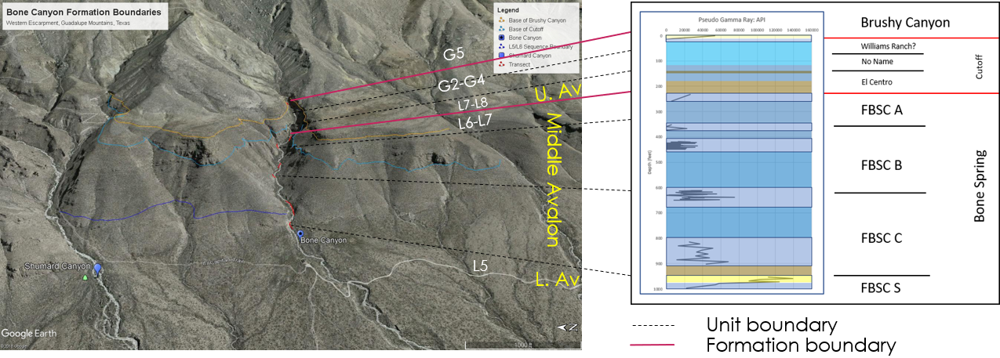 Bone Canyon Formation Boundaries
Western Escarpment, Guadalupe Mountains, Texas
Legend
Base of Brushy Canyon
Base of Cutoff
Bone Canyon
L5/L6 Sequence Boundary
Shumard Canyon
Transect
G5
G2-G4
L7-L8
L6-L7
L5
U. Av
Middle Avalon
L. Av
Bone Canyon
Shumard Canyon
Google Earth
N
1000 ft
Pseudo Gamma Ray: API
0 20000 40000 60000 80000 100000 120000 140000 160000
Depth (Feet)
0
100
200
300
400
500
600
700
800
900
1000
Brushy Canyon
Williams Ranch?
No Name
El Centro
Cutoff
FBSC A
FBSC B
FBSC C
FBSC S
Bone Spring
Unit boundary
Formation boundary